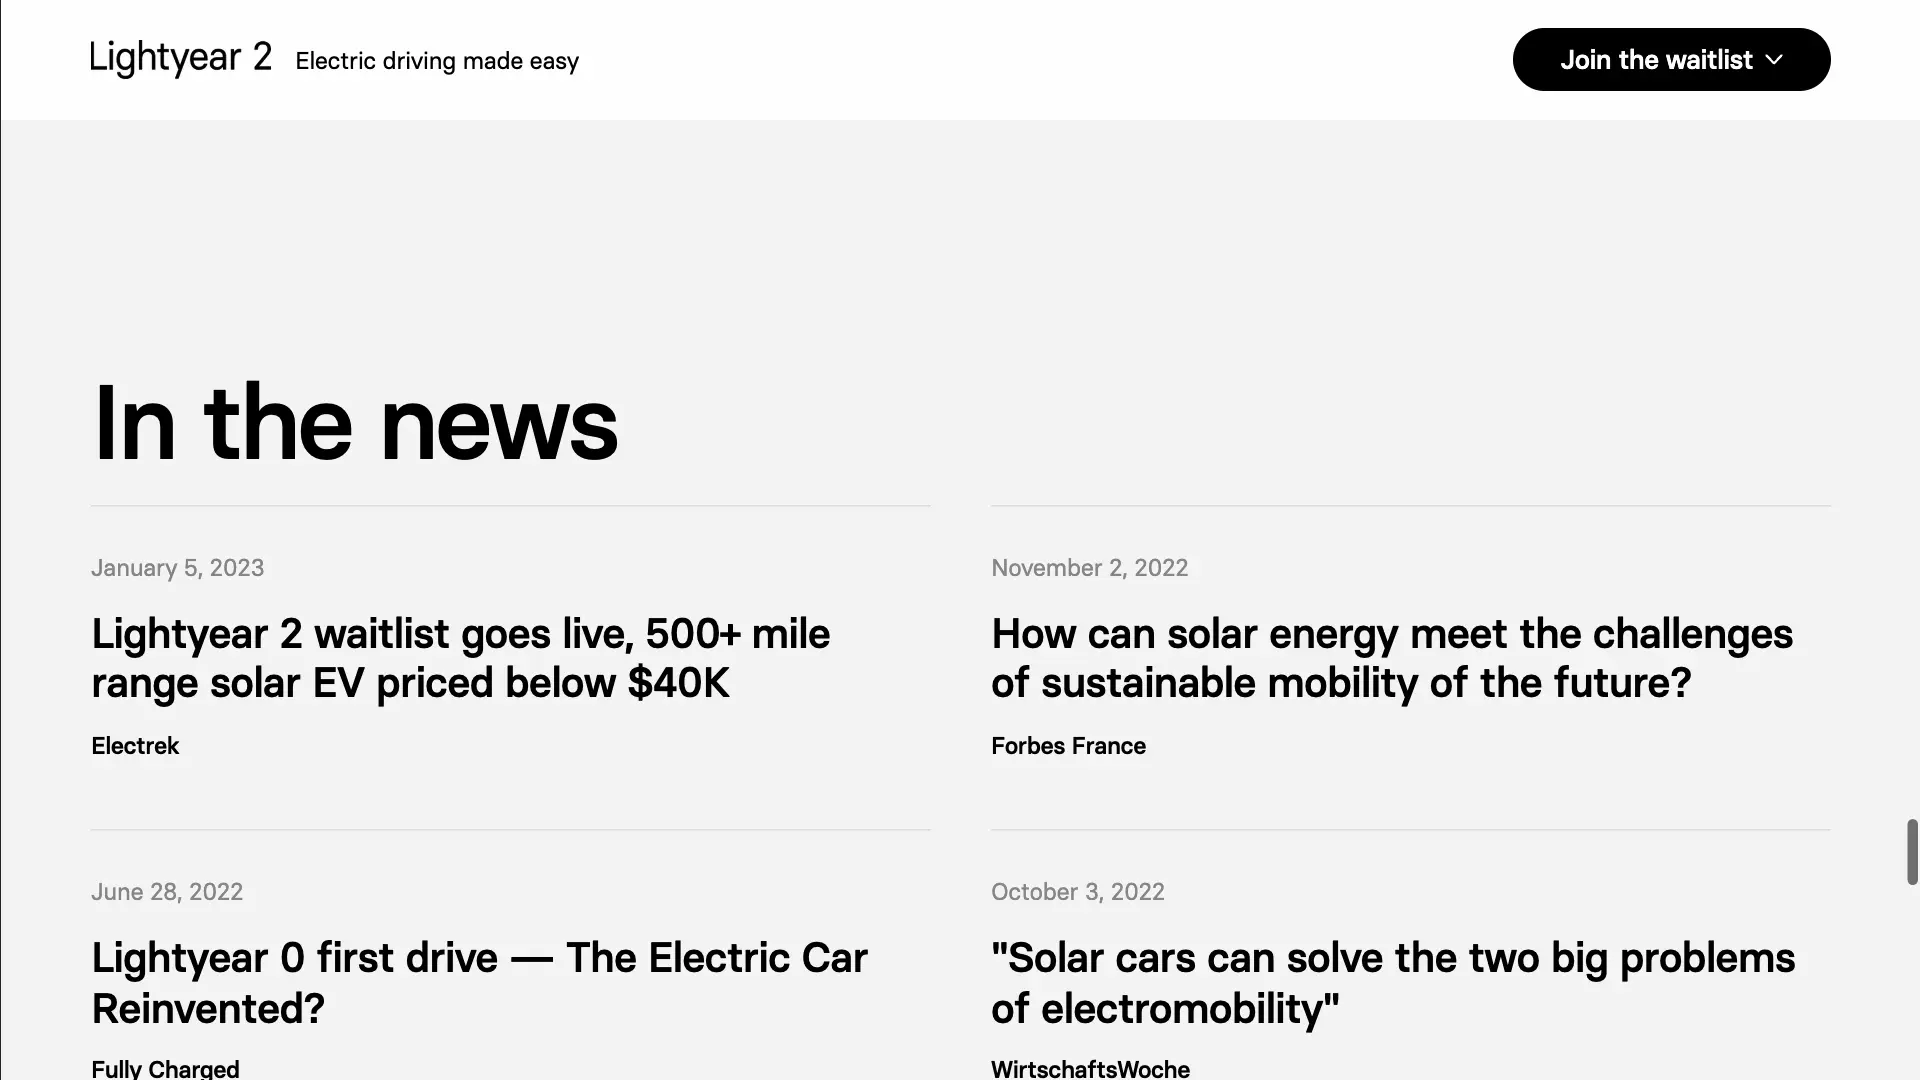 Lightyear 2 Electric driving made easy
Join the waitlist
In the news
January 5, 2023
Lightyear 2 waitlist goes live, 500+ mile
range solar EV priced below $40K
Electrek
November 2, 2022
How can solar energy meet the challenges
of sustainable mobility of the future?
Forbes France
June 28, 2022
Lightyear 0 first drive — The Electric Car
Reinvented?
Fully Charged
October 3, 2022
"Solar cars can solve the two big problems
of electromobility"
WirtschaftsWoche